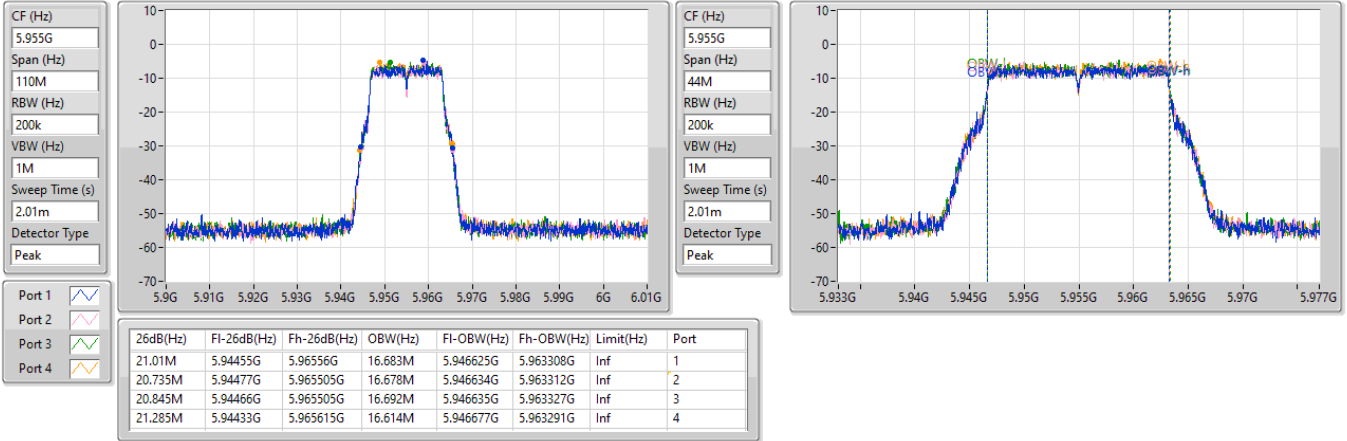 CF (Hz)
5.955G
Span (Hz)
110M
RBW (Hz)
200k
VBW (Hz)
1M
Sweep Time (s)
2.01m
Detector Type
Peak
10
0
-10
-20
-30
-40
-50
-60
-70
5.9G 5.91G 5.92G 5.93G 5.94G 5.95G 5.96G 5.97G 5.98G 5.99G 6G 6.01G
CF (Hz)
5.955G
Span (Hz)
44M
RBW (Hz)
200k
VBW (Hz)
1M
Sweep Time (s)
2.01m
Detector Type
Peak
10
0
-10
-20
-30
-40
-50
-60
-70
OBW-h
5.933G 5.94G 5.945G 5.95G 5.955G 5.96G 5.965G 5.97G 5.977G
Port 1
Port 2
Port 3
Port 4
26dB(Hz) Fl-26dB(Hz) Fh-26dB(Hz) OBW(Hz) Fl-OBW(Hz) Fh-OBW(Hz) Limit(Hz) Port
21.01M 5.94455G 5.96556G 16.683M 5.946625G 5.963308G Inf 1
20.735M 5.94477G 5.965505G 16.678M 5.946634G 5.963312G Inf 2
20.845M 5.94466G 5.965505G 16.692M 5.946635G 5.963327G Inf 3
21.285M 5.94433G 5.965615G 16.614M 5.946677G 5.963291G Inf 4